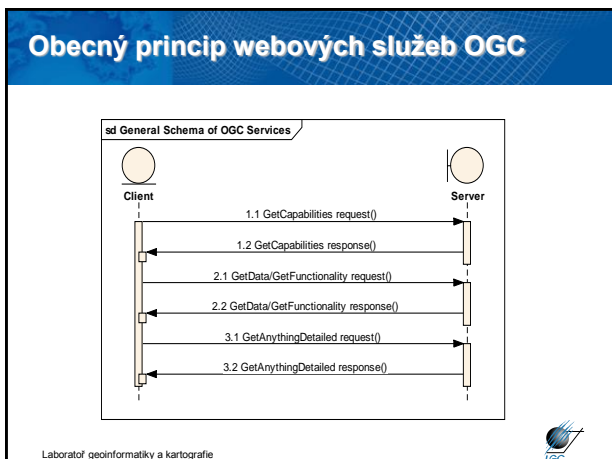 Obecný princip webových služeb OGC
sd General Schema of OGC Services
Client
Server
1.1 GetCapabilities request()
1.2 GetCapabilities response()
2.1 GetData/GetFunctionality request()
2.2 GetData/GetFunctionality response()
3.1 GetAnythingDetailed request()
3.2 GetAnythingDetailed response()
Laboratoř geoinformatiky a kartografie
LGC